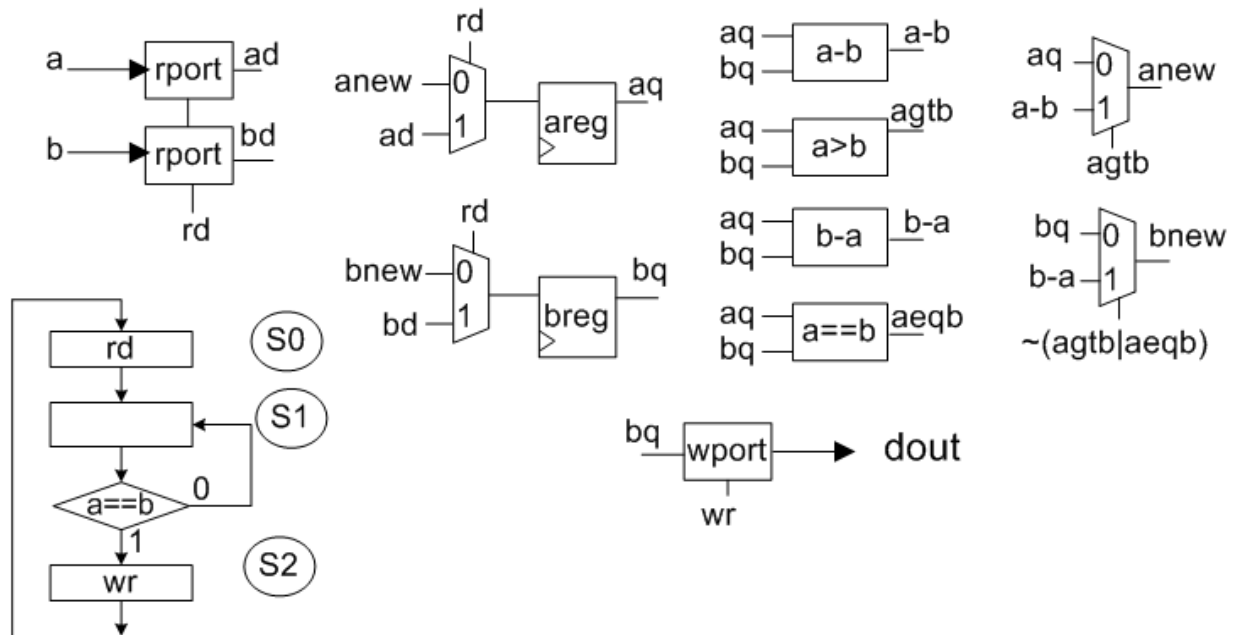 a rport ad
b rport bd
rd
rd
anew 0
ad 1
areg aq
rd
bnew 0
bd 1
breg bq
aq
bq
a-b a-b
aq
bq
a>b agtb
aq
bq
b-a b-a
aq
bq
a==b aeqb
aq 0
a-b 1
anew
agtb
bq 0
b-a 1
bnew
~(agtb|aeqb)
rd S0
S1
a==b 0
1
wr S2
bq wport dout
wr